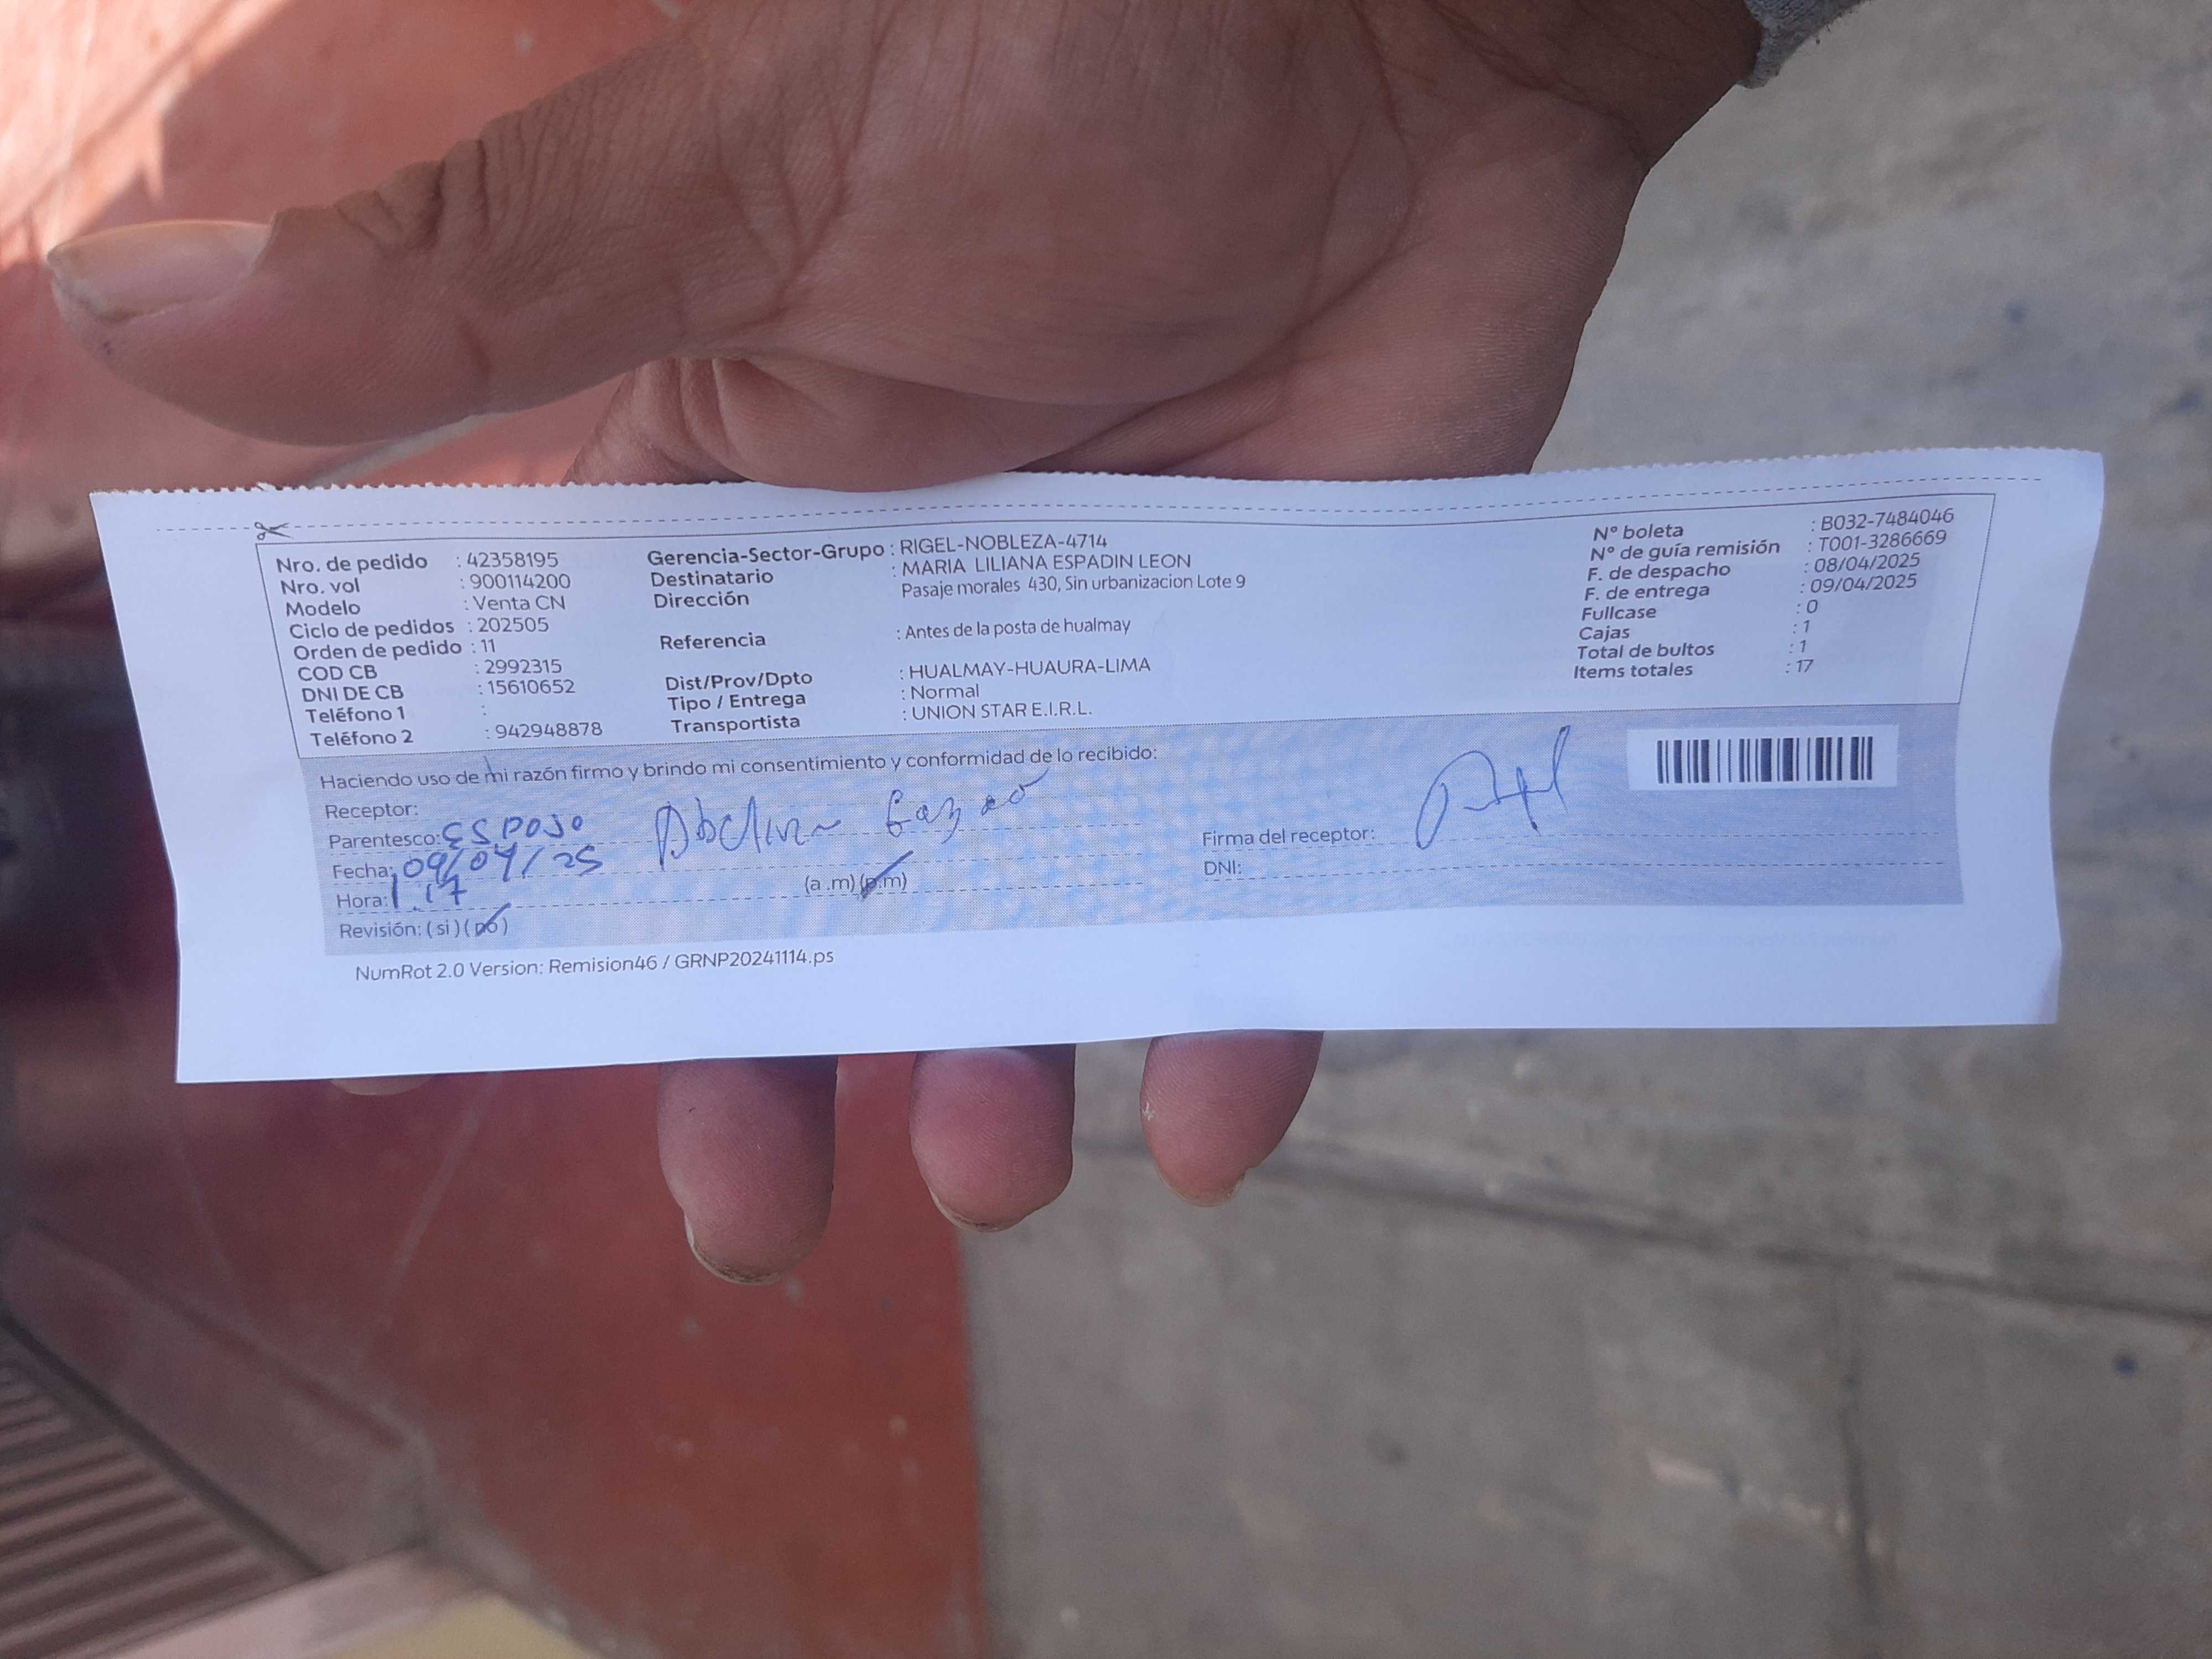 Nro. de pedido : 42358195
Nro. vol : 900114200
Modelo : Venta CN
Ciclo de pedidos : 202505
Orden de pedido : 11
COD CB : 2992315
DNI DE CB : 15610652
Teléfono 1 :
Teléfono 2 : 942948878
Gerencia-Sector-Grupo : RIGEL-NOBLEZA-4714
Destinatario : MARIA LILIANA ESPADIN LEON
Dirección Pasaje morales 430, Sin urbanizacion Lote 9
Referencia : Antes de la posta de hualmay
Dist/Prov/Dpto : HUALMAY-HUAURA-LIMA
Tipo / Entrega : Normal
Transportista : UNION STAR E.I.R.L.
N° boleta : B032-7484046
N° de guía remisión : T001-3286669
F. de despacho : 08/04/2025
F. de entrega : 09/04/2025
Fullcase : 0
Cajas : 1
Total de bultos : 1
Items totales : 17
Haciendo uso de mi razón firmo y brindo mi consentimiento y conformidad de lo recibido:
Receptor:
Parentesco: ESPOSO
Fecha: 09/04/25
Hora: 1:17 (a .m) (p.m)
Revisión: ( si ) ( no )
Firma del receptor:
DNI:
NumRot 2.0 Version: Remision46 / GRNP20241114.ps